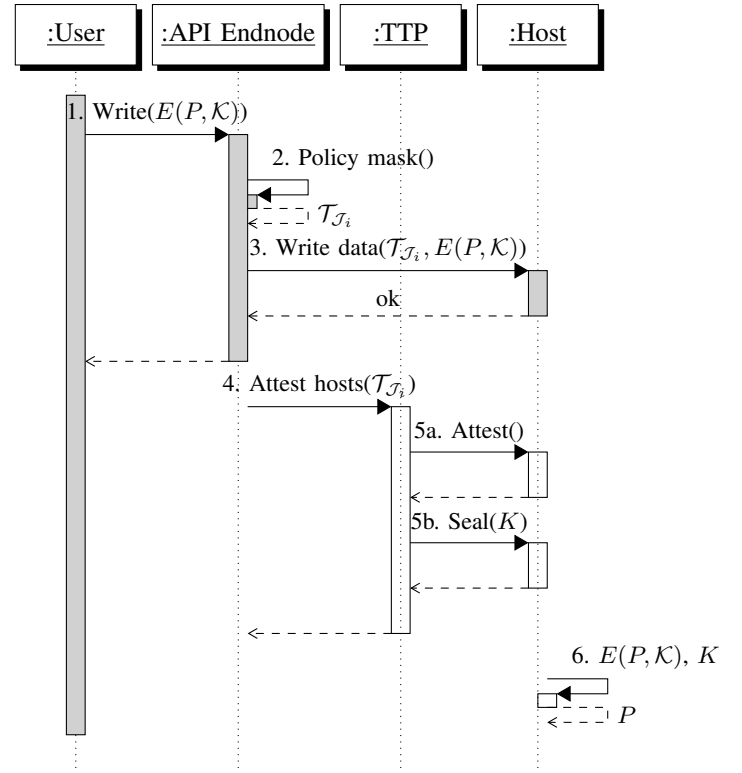 :User :API Endnode :TTP :Host
1. Write(E(P, 𝒦))
2. Policy mask()
𝒯_𝒥ᵢ
3. Write data(𝒯_𝒥ᵢ, E(P, 𝒦))
ok
4. Attest hosts(𝒯_𝒥ᵢ)
5a. Attest()
5b. Seal(K)
6. E(P, 𝒦), K
P